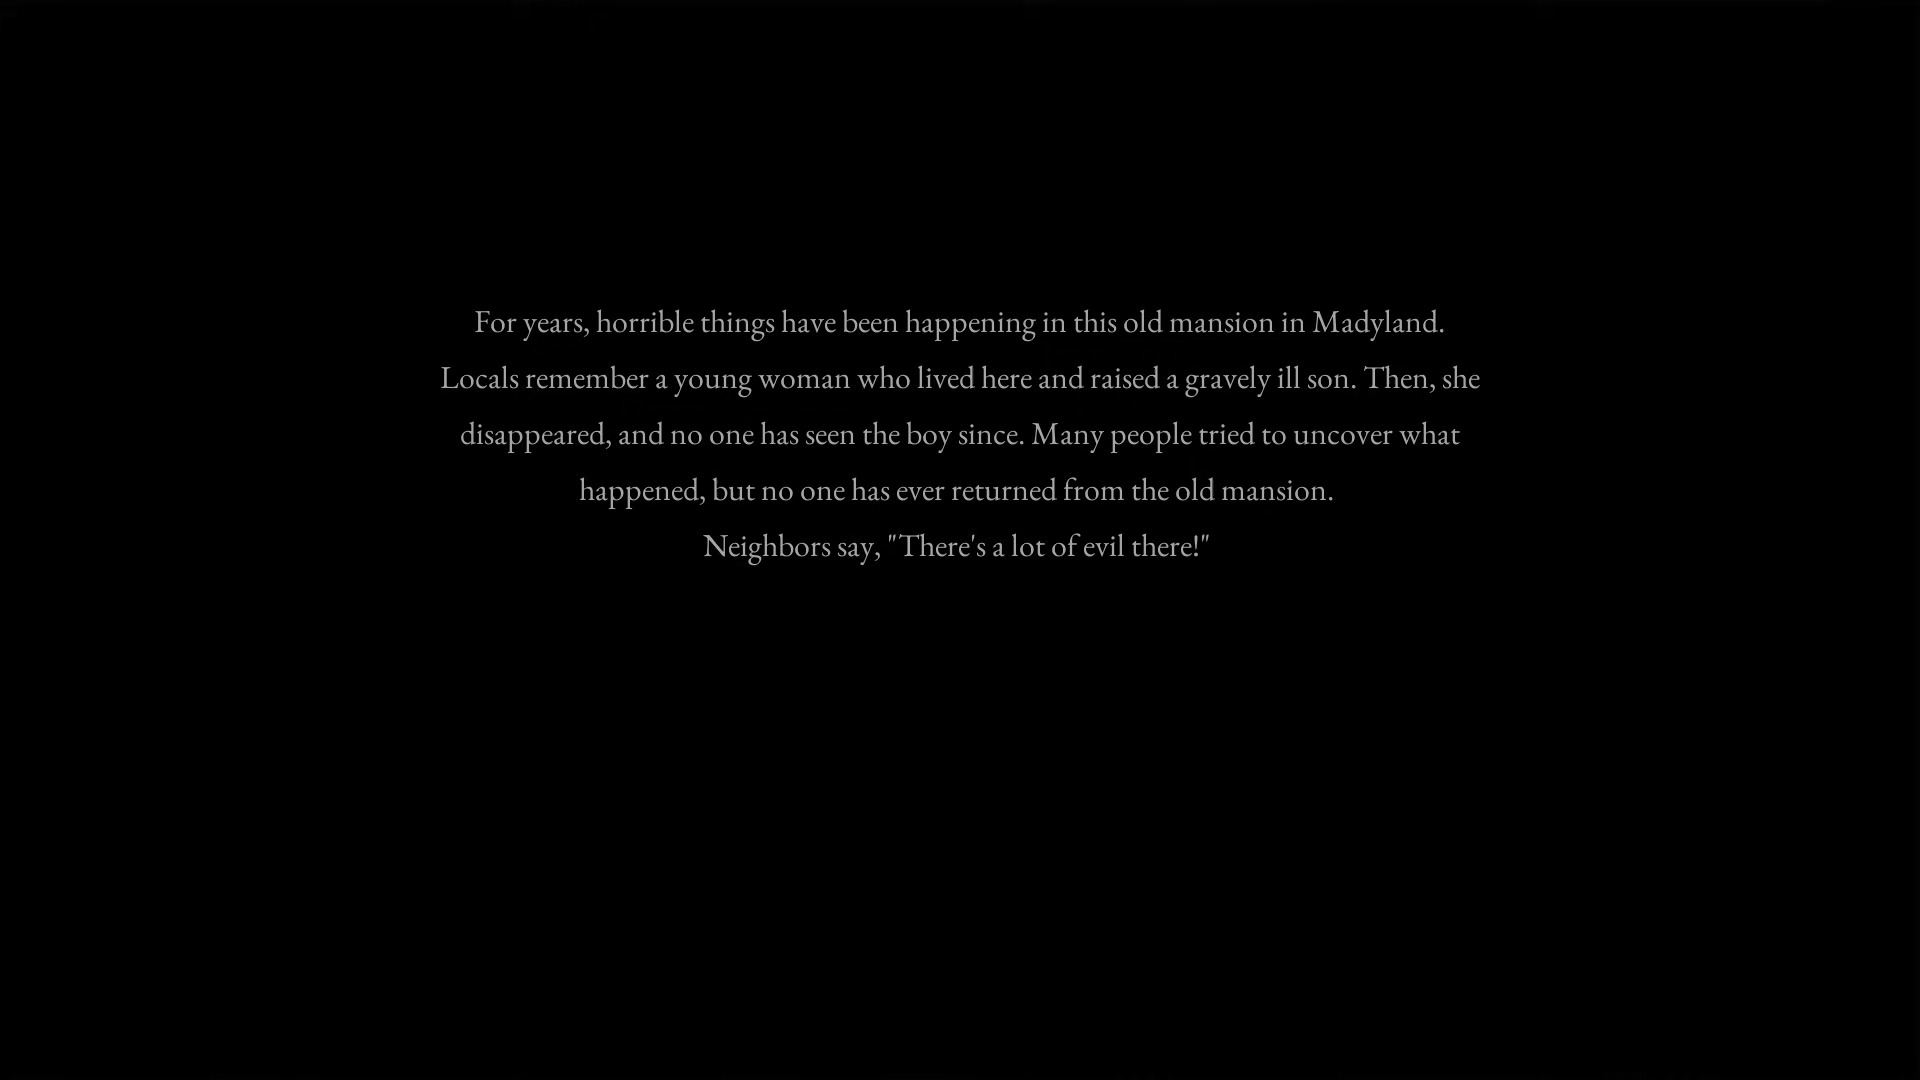 For years, horrible things have been happening in this old mansion in Madyland.
Locals remember a young woman who lived here and raised a gravely ill son. Then, she
disappeared, and no one has seen the boy since. Many people tried to uncover what
happened, but no one has ever returned from the old mansion.
Neighbors say, "There's a lot of evil there!"